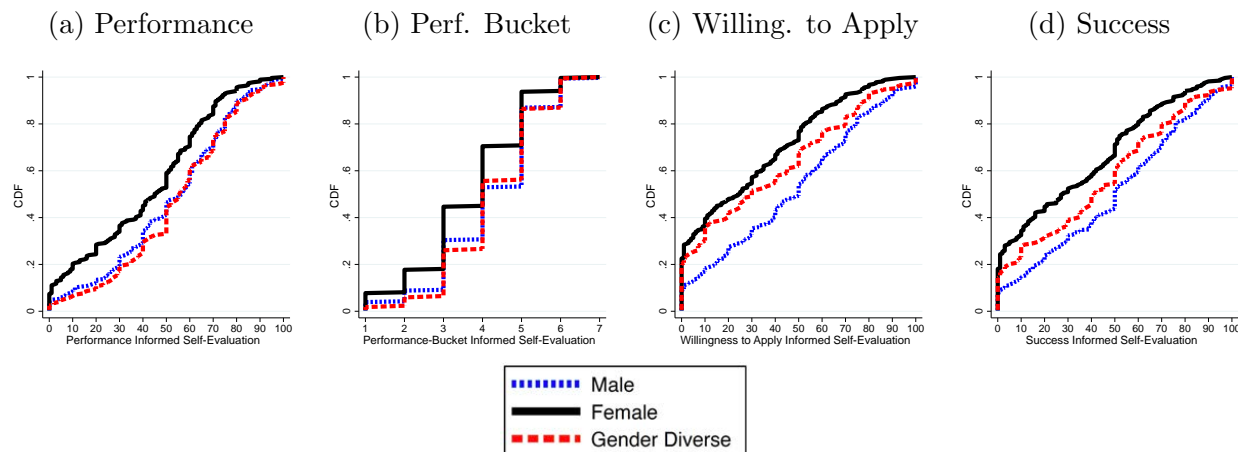 (a) Performance (b) Perf. Bucket (c) Willing. to Apply (d) Success
CDF
0 .2 .4 .6 .8 1
0 10 20 30 40 50 60 70 80 90 100
Performance Informed Self-Evaluation
CDF
0 .2 .4 .6 .8 1
1 2 3 4 5 6 7
Performance-Bucket Informed Self-Evaluation
CDF
0 .2 .4 .6 .8 1
0 10 20 30 40 50 60 70 80 90 100
Willingness to Apply Informed Self-Evaluation
CDF
0 .2 .4 .6 .8 1
0 10 20 30 40 50 60 70 80 90 100
Success Informed Self-Evaluation
Male
Female
Gender Diverse